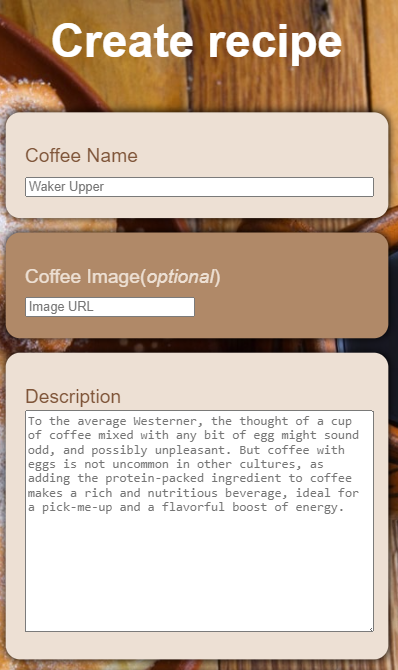 Create recipe
Coffee Name
Waker Upper
Coffee Image(optional)
Image URL
Description
To the average Westerner, the thought of a cup
of coffee mixed with any bit of egg might sound
odd, and possibly unpleasant. But coffee with
eggs is not uncommon in other cultures, as
adding the protein-packed ingredient to coffee
makes a rich and nutritious beverage, ideal for
a pick-me-up and a flavorful boost of energy.